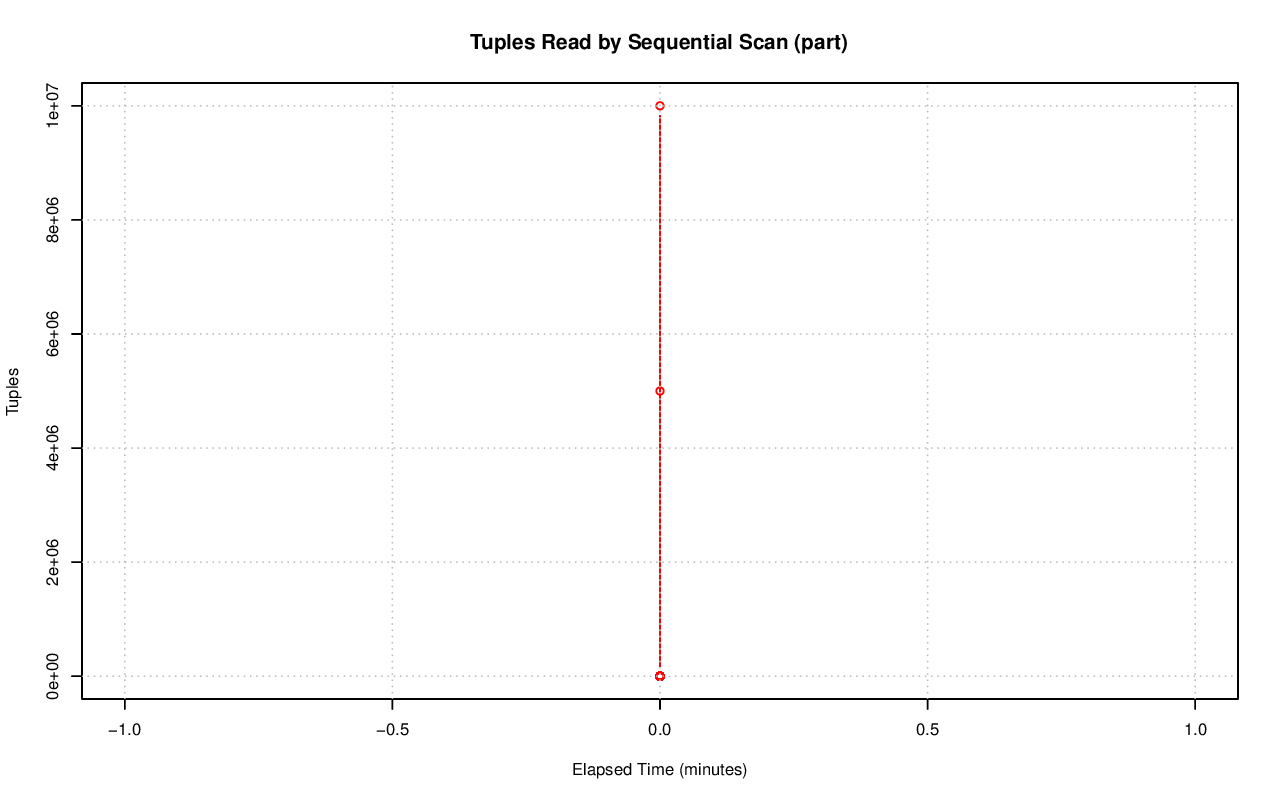 Tuples Read by Sequential Scan (part)
1e+07
8e+06
6e+06
4e+06
2e+06
0e+00
Tuples
−1.0 −0.5 0.0 0.5 1.0
Elapsed Time (minutes)